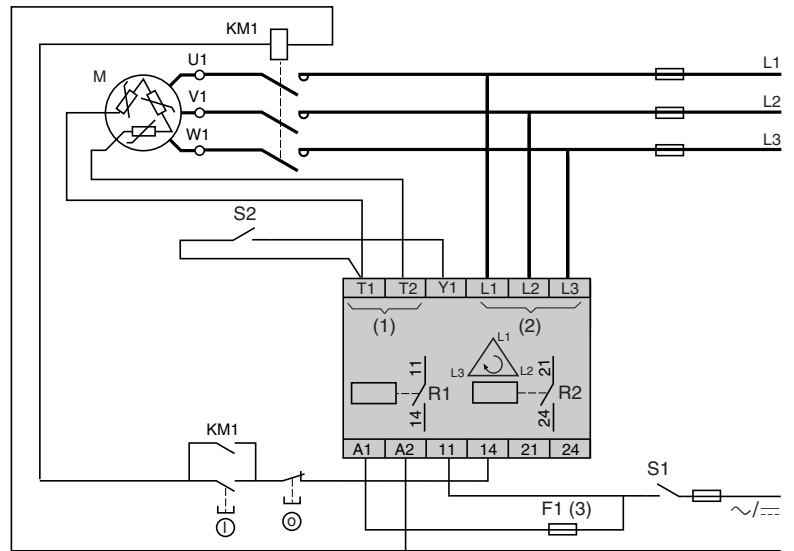 KM1
L1
U1
M
V1
L2
W1
L3
S2
T1 T2 Y1 L1 L2 L3
(1) (2)
L1
L3 L2
11 21
R1 R2
14 24
KM1
A1 A2 11 14 21 24
S1
F1 (3)
I O